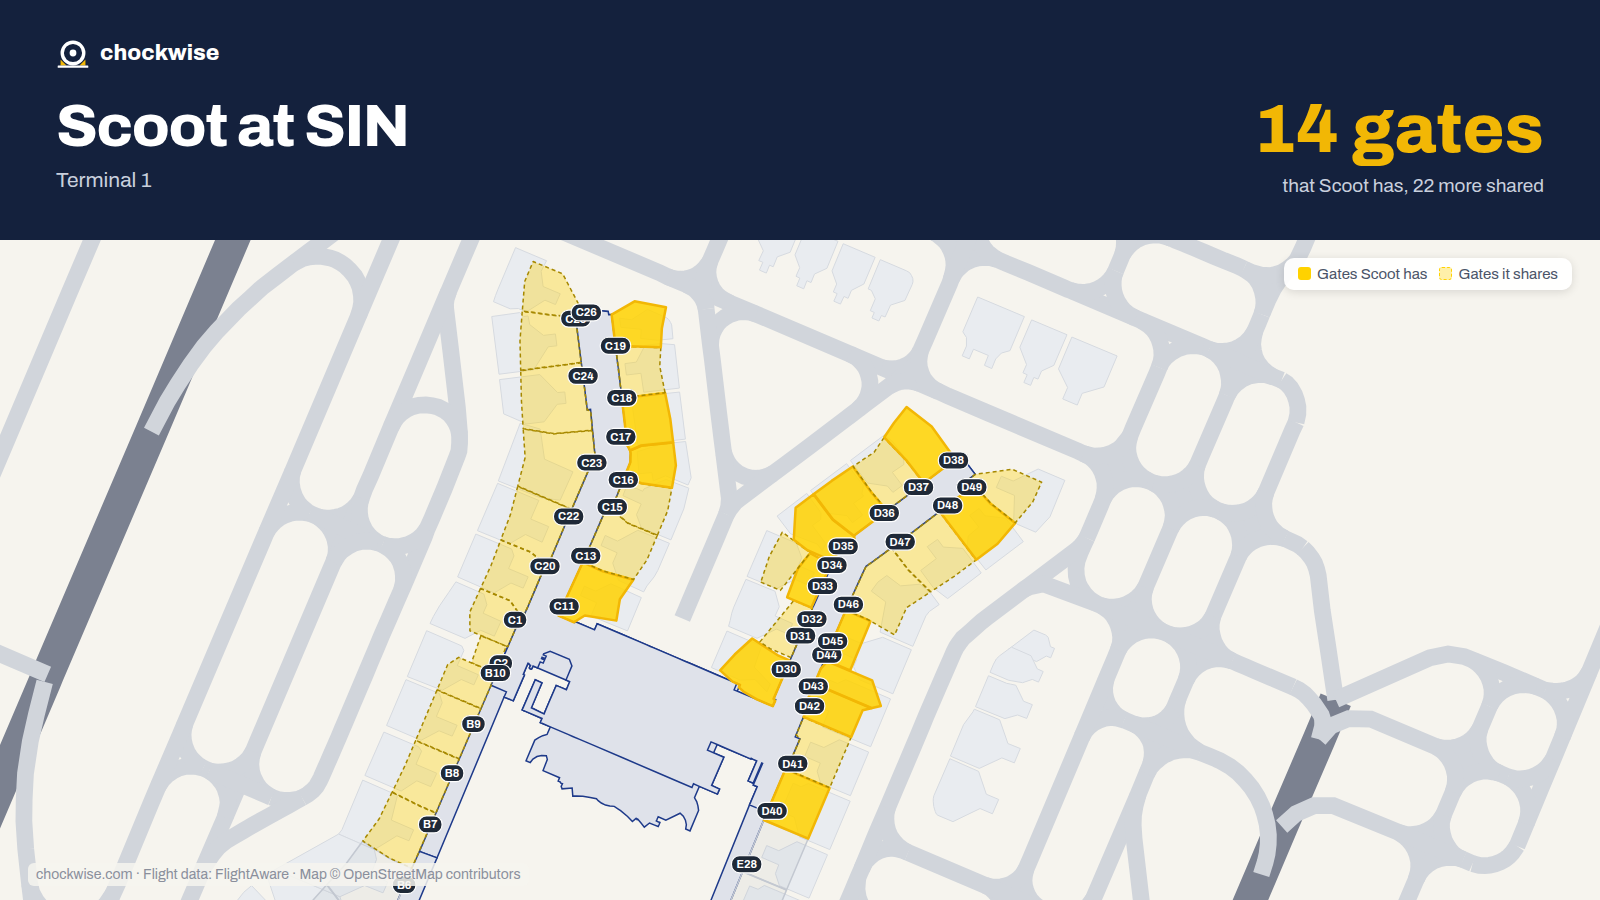 chockwise
Scoot at SIN
Terminal 1
14 gates
that Scoot has, 22 more shared
Gates Scoot has
Gates it shares
C26
C19
C24
C18
C17
C23
C16
C15
C22
C13
C20
C11
C1
B10
B9
B8
B7
D38
D37
D49
D48
D36
D47
D35
D34
D33
D46
D32
D31
D45
D44
D30
D43
D42
D41
D40
E28
chockwise.com · Flight data: FlightAware · Map © OpenStreetMap contributors